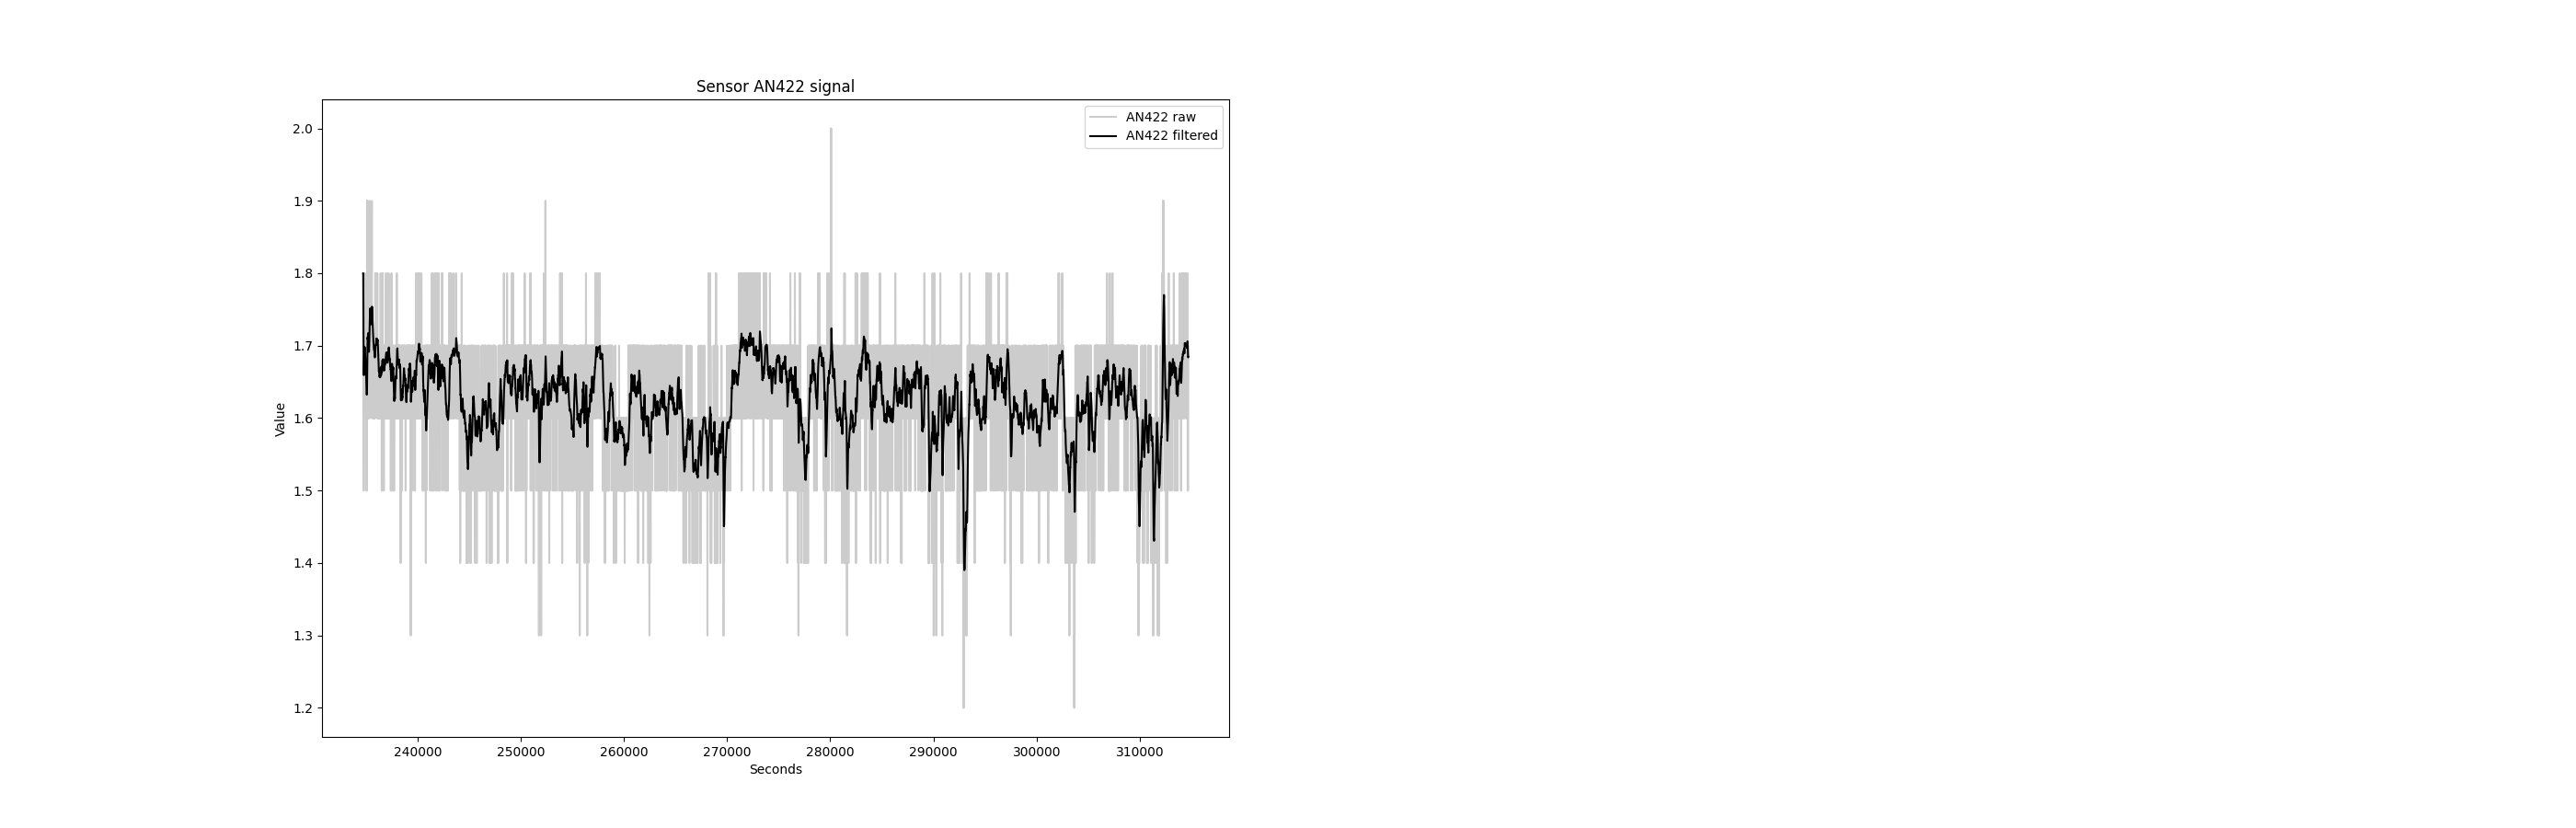 Sensor AN422 signal
AN422 raw
AN422 filtered
2.0
1.9
1.8
1.7
1.6
1.5
1.4
1.3
1.2
Value
240000 250000 260000 270000 280000 290000 300000 310000
Seconds